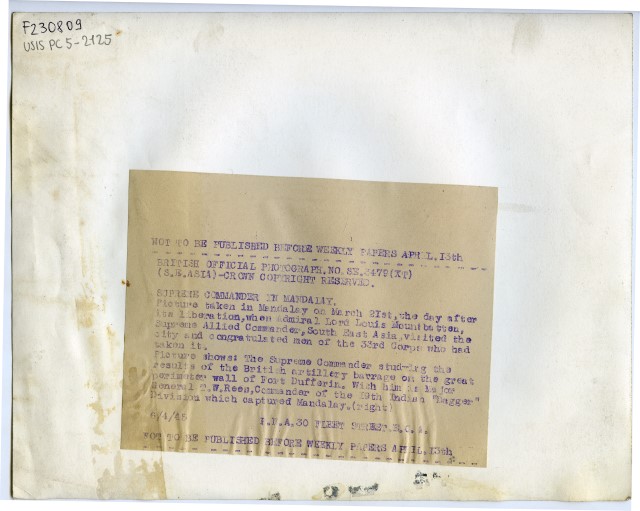 F230809
USIS PC 5-2125
NOT TO BE PUBLISHED BEFORE WEEKLY PAPERS APRIL,13th
BRITISH OFFICIAL PHOTOGRAPH.NO.SE.3479(XT)
(S.E.ASIA)-CROWN COPYRIGHT RESERVED.
SUPREME COMMANDER IN MANDALAY.
Picture taken in Mandalay on March 21st,the day after
its liberation,when Admiral Lord Louis Mountbatten,
Supreme Allied Commander,South East Asia,visited the
city and congratulated men of the 33rd Corps who had
taken it.
Picture shows: The Supreme Commander studying the
results of the British artillery barrage on the great
perimeter wall of Fort Dufferin. With him is Major
General T.W.Rees,Commander of the 19th Indian "Dagger"
Division which captured Mandalay.(right)
6/4/45 I.N.A.30 FLEET STREET.E.C.4.
NOT TO BE PUBLISHED BEFORE WEEKLY PAPERS APRIL,13th